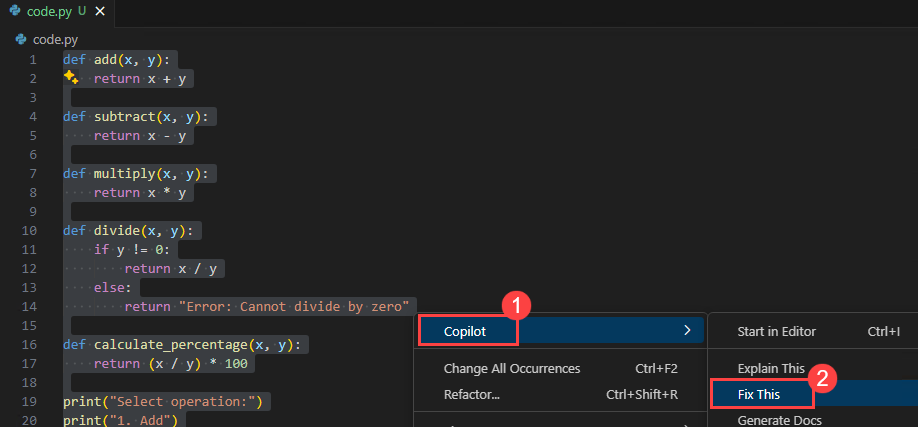 code.py U ×
code.py
1 def add(x, y):
2 return x + y
3
4 def subtract(x, y):
5 return x - y
6
7 def multiply(x, y):
8 return x * y
9
10 def divide(x, y):
11 if y != 0:
12 return x / y
13 else:
14 return "Error: Cannot divide by zero"
15
16 def calculate_percentage(x, y):
17 return (x / y) * 100
18
19 print("Select operation:")
20 print("1. Add")
1
Copilot >
Change All Occurrences Ctrl+F2
Refactor... Ctrl+Shift+R
Start in Editor Ctrl+I
Explain This
2
Fix This
Generate Docs